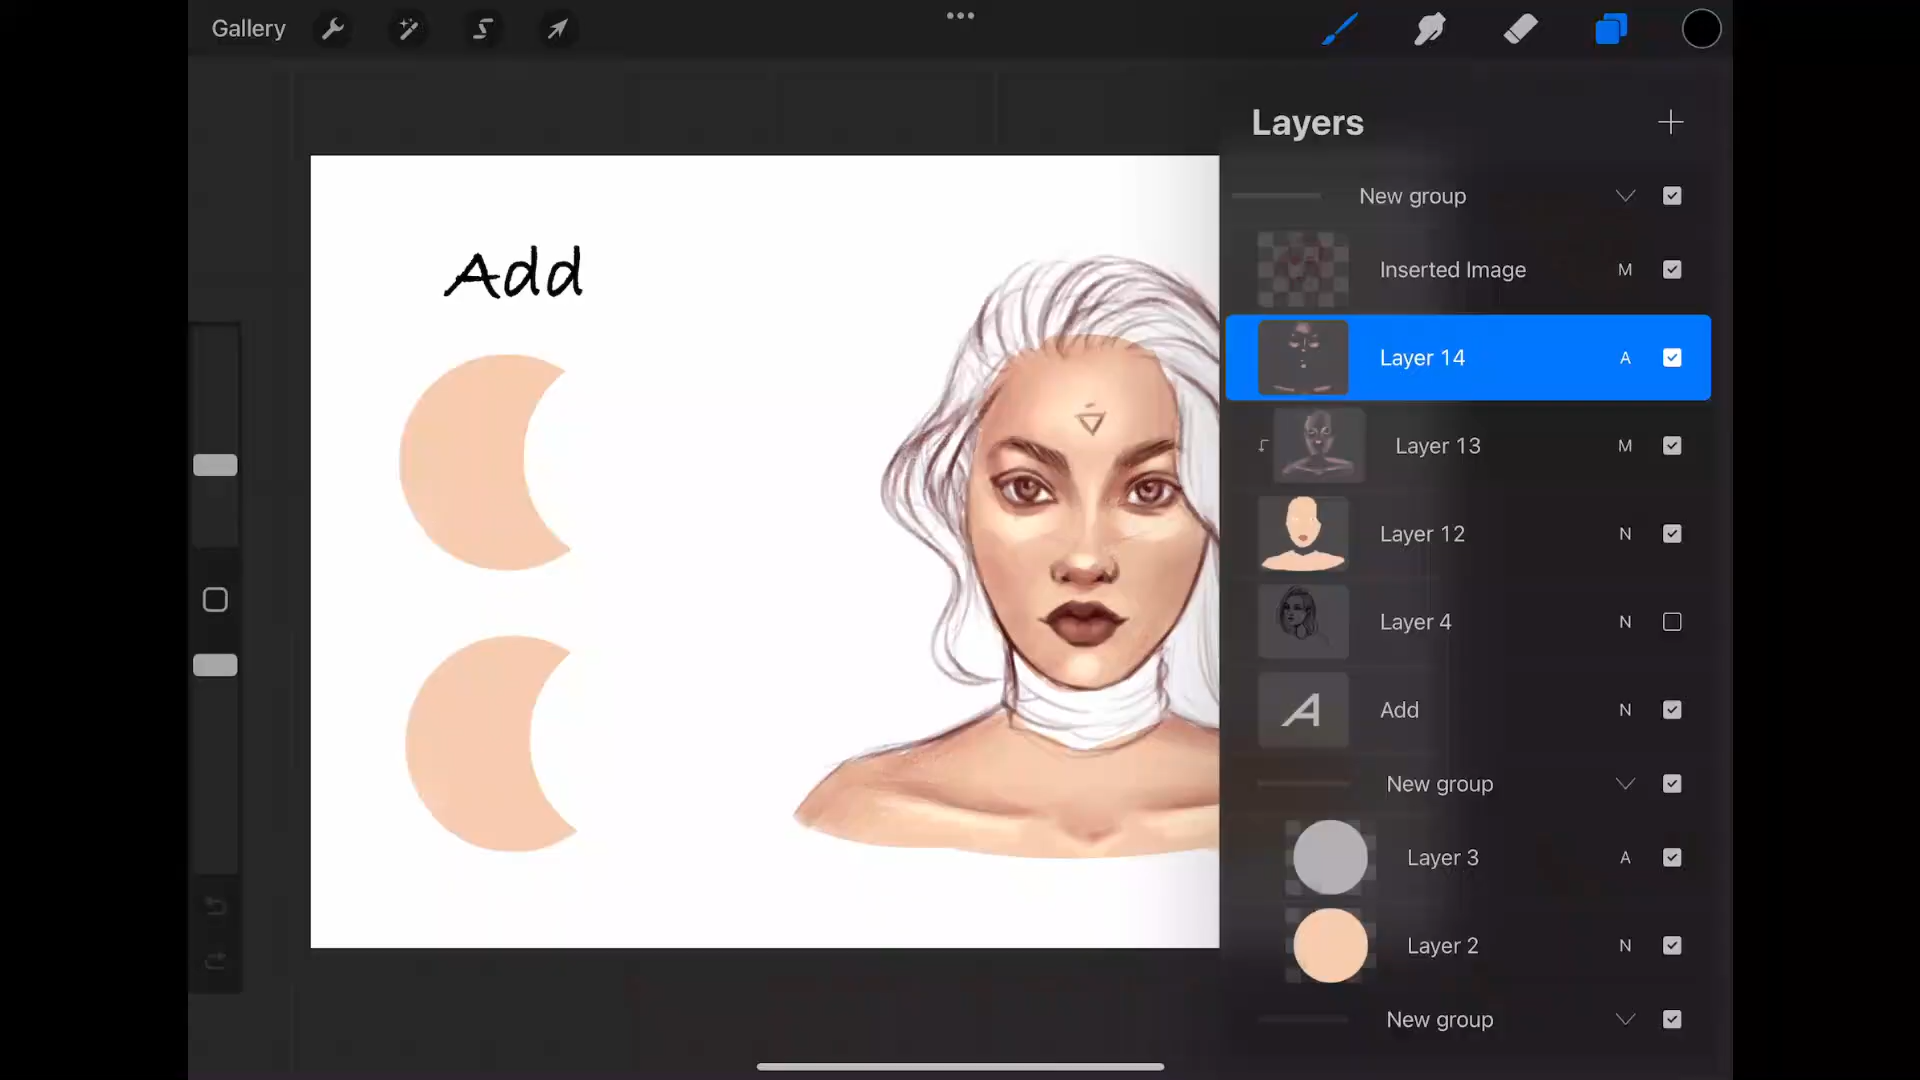 Gallery
Layers
New group
Inserted Image M
Layer 14 A
Layer 13 M
Layer 12 N
Layer 4 N
A Add N
New group
Layer 3 A
Layer 2 N
New group
Add